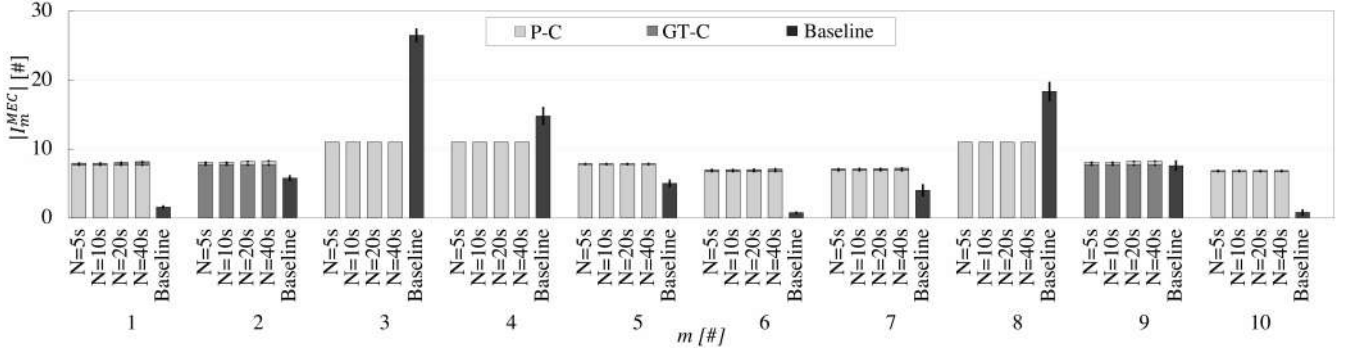 30
20
10
0
|I_m^{MEC}| [#]
P-C GT-C Baseline
N=5s N=10s N=20s N=40s Baseline N=5s N=10s N=20s N=40s Baseline N=5s N=10s N=20s N=40s Baseline N=5s N=10s N=20s N=40s Baseline N=5s N=10s N=20s N=40s Baseline N=5s N=10s N=20s N=40s Baseline N=5s N=10s N=20s N=40s Baseline N=5s N=10s N=20s N=40s Baseline N=5s N=10s N=20s N=40s Baseline N=5s N=10s N=20s N=40s Baseline
1 2 3 4 5 6 7 8 9 10
m [#]